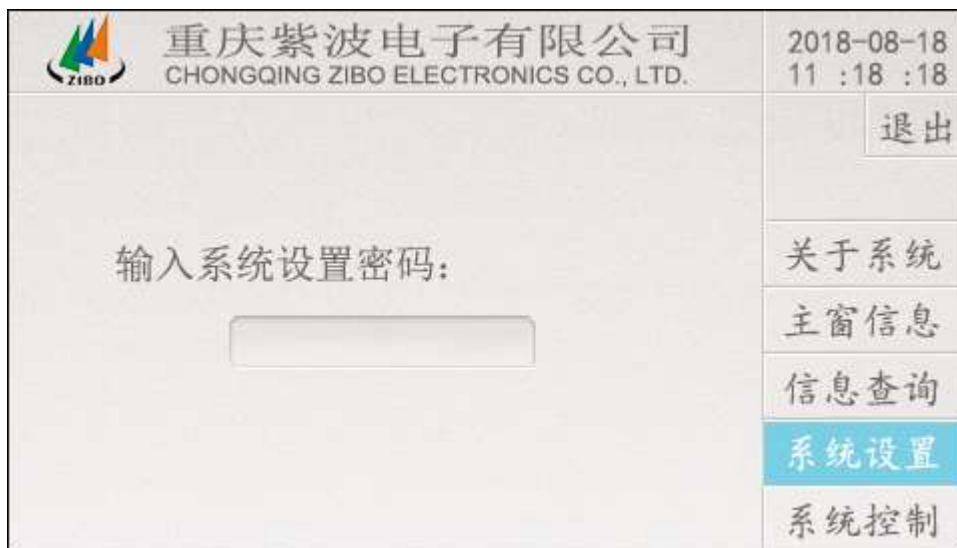 ZIBO
重庆紫波电子有限公司
CHONGQING ZIBO ELECTRONICS CO., LTD.
2018-08-18
11 :18 :18
退出
输入系统设置密码:
关于系统
主窗信息
信息查询
系统设置
系统控制